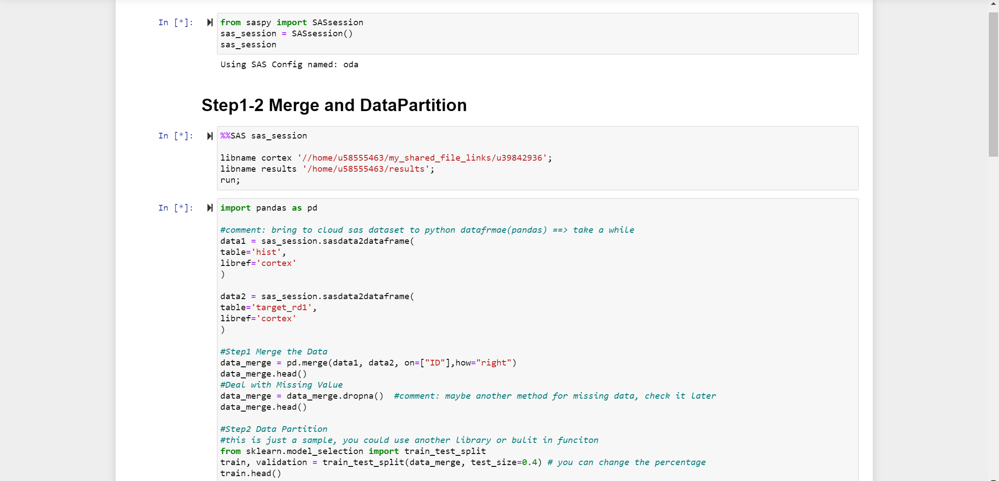 In [*]:
from saspy import SASsession
sas_session = SASsession()
sas_session
Using SAS Config named: oda
Step1-2 Merge and DataPartition
In [*]:
%%SAS sas_session
libname cortex '//home/u58555463/my_shared_file_links/u39842936';
libname results '/home/u58555463/results';
run;
In [*]:
import pandas as pd
#comment: bring to cloud sas dataset to python datafrmae(pandas) ==> take a while
data1 = sas_session.sasdata2dataframe(
table='hist',
libref='cortex'
)
data2 = sas_session.sasdata2dataframe(
table='target_rd1',
libref='cortex'
)
#Step1 Merge the Data
data_merge = pd.merge(data1, data2, on=["ID"],how="right")
data_merge.head()
#Deal with Missing Value
data_merge = data_merge.dropna()  #comment: maybe another method for missing data, check it later
data_merge.head()
#Step2 Data Partition
#this is just a sample, you could use another library or bulit in funciton
from sklearn.model_selection import train_test_split
train, validation = train_test_split(data_merge, test_size=0.4) # you can change the percentage
train.head()